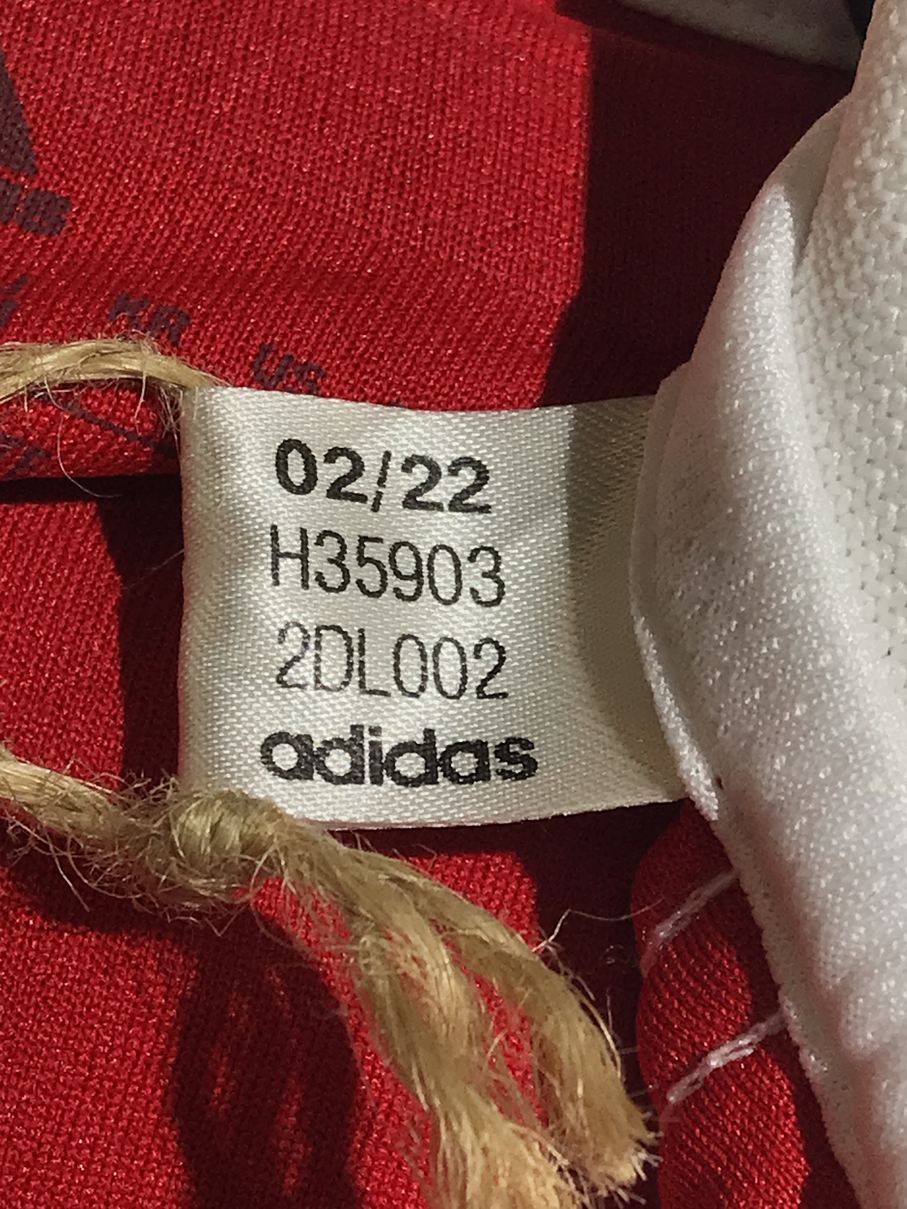 KR
US
02/22
H35903
2DL002
adidas